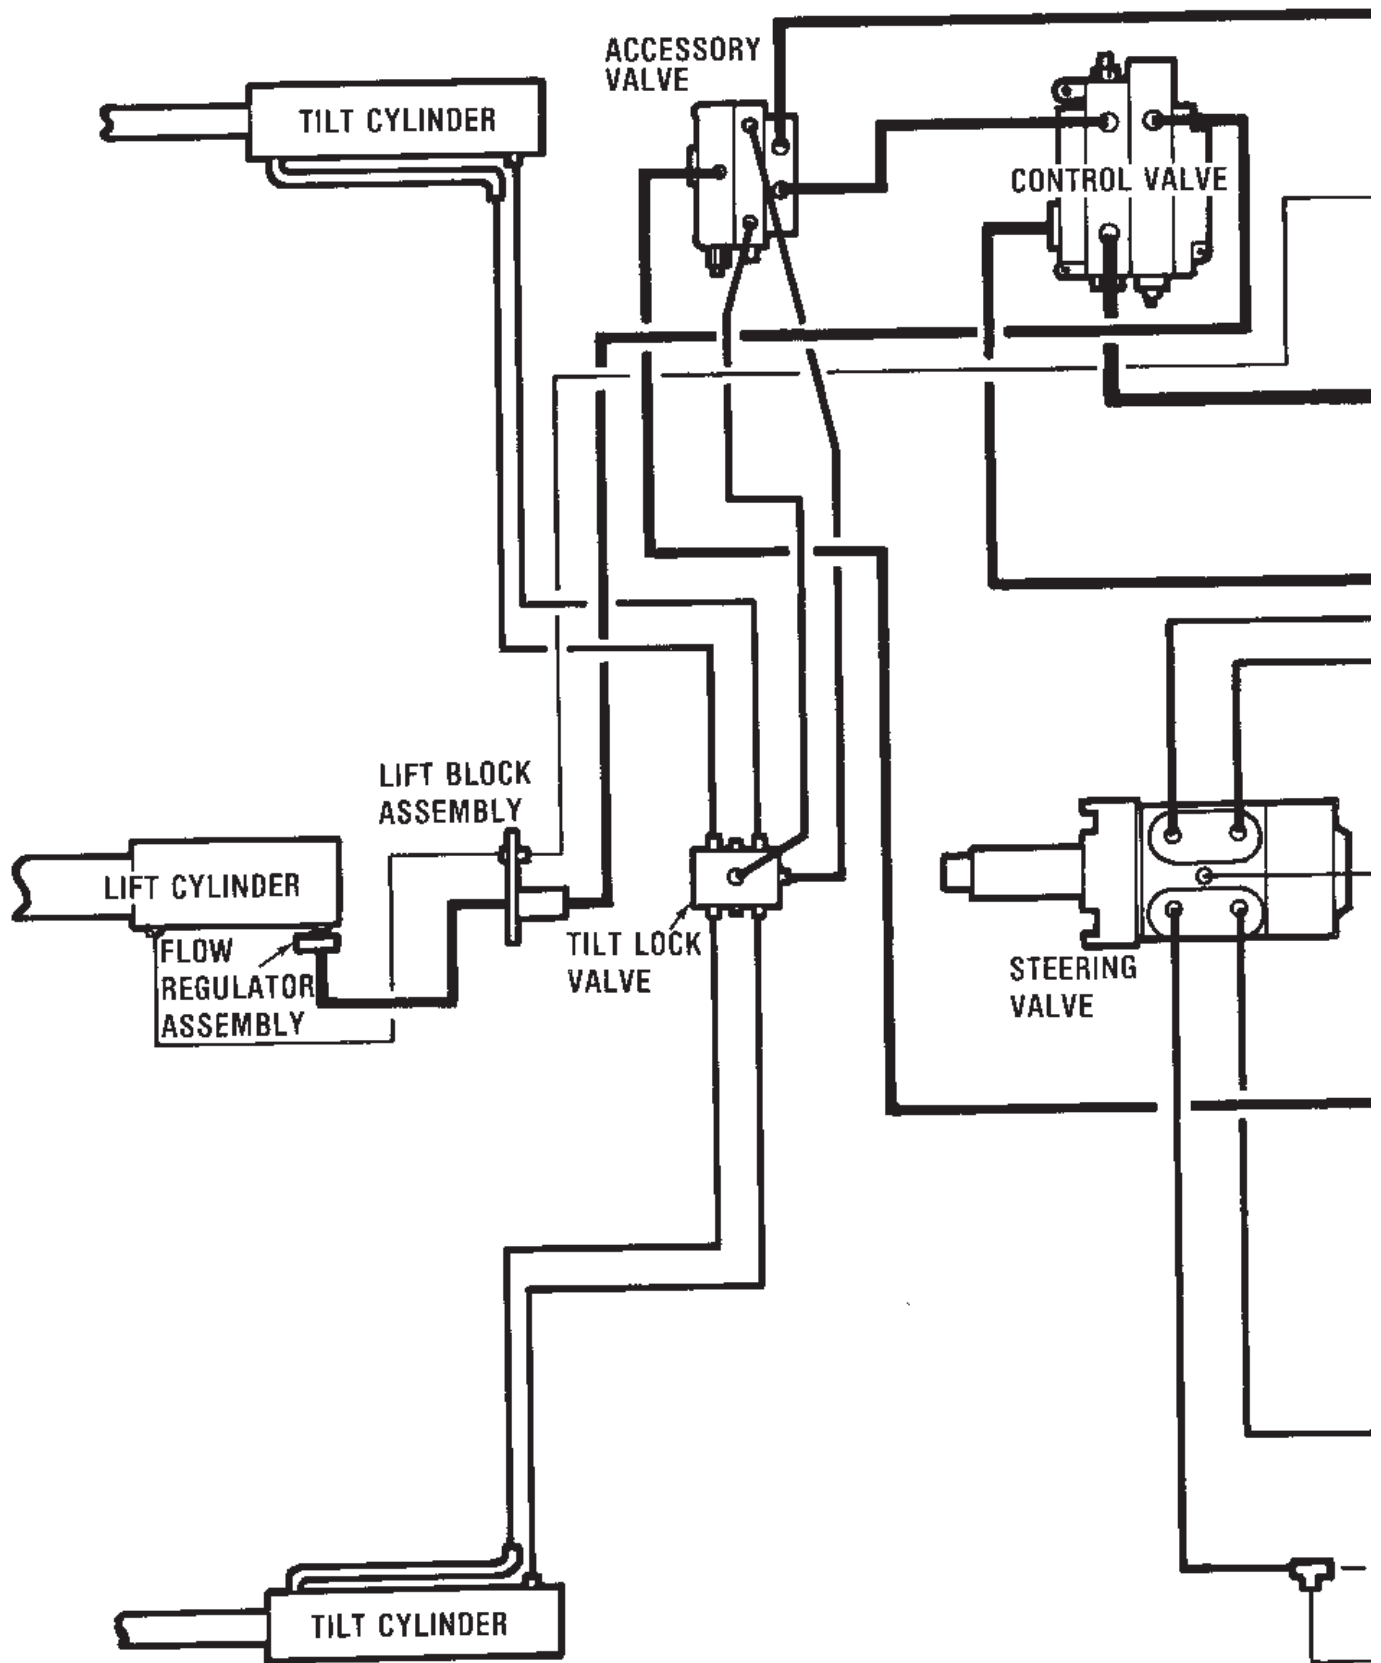 ACCESSORY
VALVE
TILT CYLINDER
CONTROL VALVE
LIFT BLOCK
ASSEMBLY
LIFT CYLINDER
FLOW
REGULATOR
ASSEMBLY
TILT LOCK
VALVE
STEERING
VALVE
TILT CYLINDER